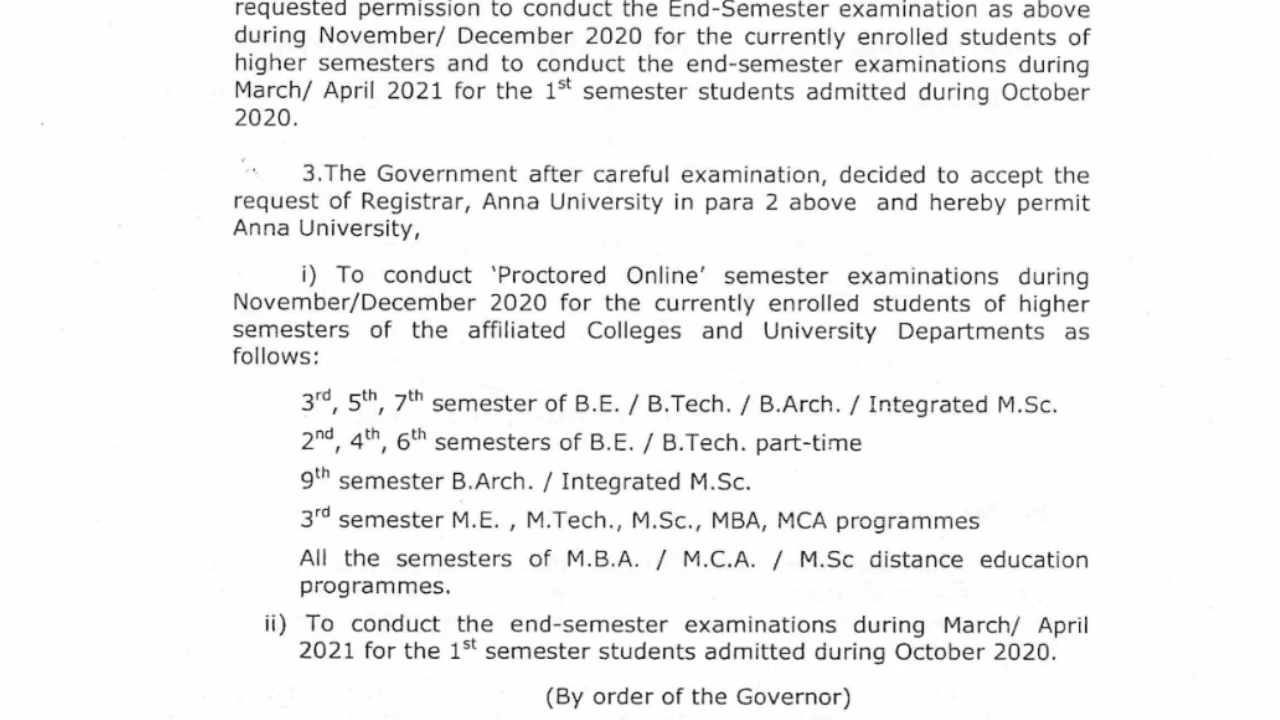 requested permission to conduct the End-Semester examination as above
during November/ December 2020 for the currently enrolled students of
higher semesters and to conduct the end-semester examinations during
March/ April 2021 for the 1st semester students admitted during October
2020.
3.The Government after careful examination, decided to accept the
request of Registrar, Anna University in para 2 above and hereby permit
Anna University,
i) To conduct 'Proctored Online' semester examinations during
November/December 2020 for the currently enrolled students of higher
semesters of the affiliated Colleges and University Departments as
follows:
3rd, 5th, 7th semester of B.E. / B.Tech. / B.Arch. / Integrated M.Sc.
2nd, 4th, 6th semesters of B.E. / B.Tech. part-time
9th semester B.Arch. / Integrated M.Sc.
3rd semester M.E. , M.Tech., M.Sc., MBA, MCA programmes
All the semesters of M.B.A. / M.C.A. / M.Sc distance education
programmes.
ii) To conduct the end-semester examinations during March/ April
2021 for the 1st semester students admitted during October 2020.
(By order of the Governor)